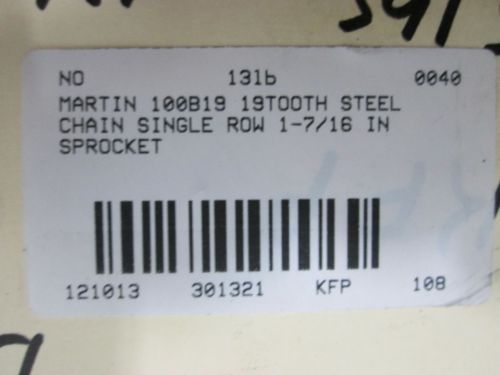 NO 131b 0040
MARTIN 100B19 19TOOTH STEEL
CHAIN SINGLE ROW 1-7/16 IN
SPROCKET
121013 301321 KFP 108